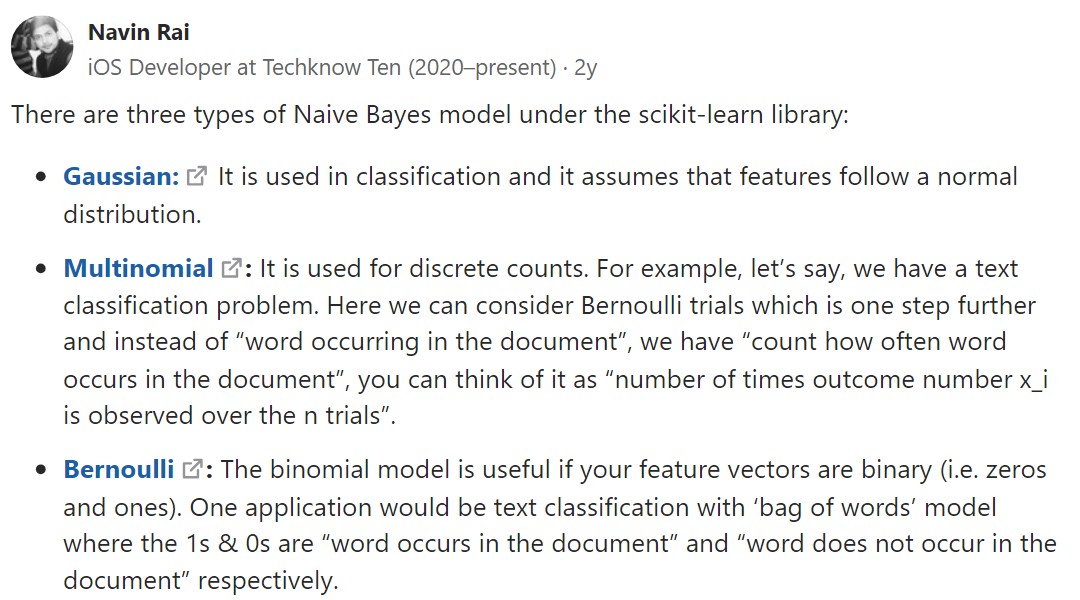 Navin Rai
iOS Developer at Techknow Ten (2020–present) · 2y
There are three types of Naive Bayes model under the scikit-learn library:
• Gaussian: It is used in classification and it assumes that features follow a normal
distribution.
• Multinomial : It is used for discrete counts. For example, let’s say, we have a text
classification problem. Here we can consider Bernoulli trials which is one step further
and instead of “word occurring in the document”, we have “count how often word
occurs in the document”, you can think of it as “number of times outcome number x_i
is observed over the n trials”.
• Bernoulli : The binomial model is useful if your feature vectors are binary (i.e. zeros
and ones). One application would be text classification with ‘bag of words’ model
where the 1s & 0s are “word occurs in the document” and “word does not occur in the
document” respectively.